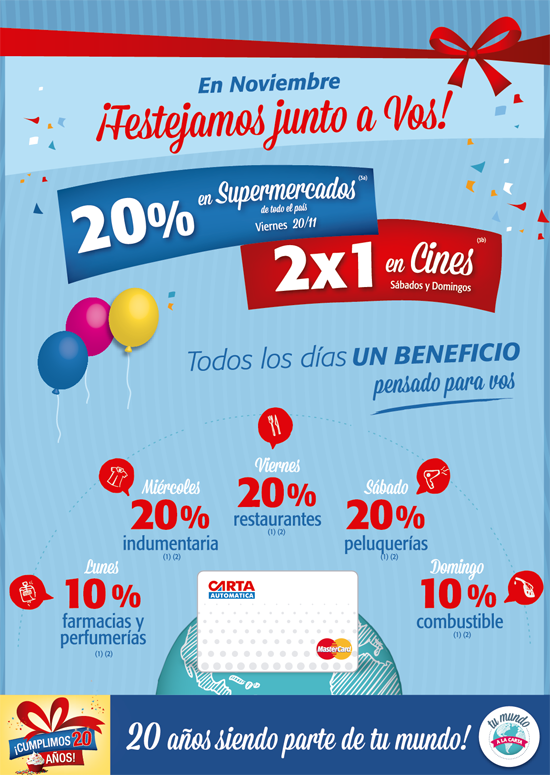 En Noviembre
¡Festejamos junto a Vos!
20% en Supermercados (3a)
de todo el país
Viernes 20/11
2x1 en Cines (3b)
Sábados y Domingos
Todos los días UN BENEFICIO
pensado para vos
Viernes
20%
restaurantes
(1) (2)
Miércoles
20%
indumentaria
(1) (2)
Sábado
20%
peluquerías
(1) (2)
Lunes
10%
farmacias y
perfumerías
(1) (2)
Domingo
10%
combustible
(1) (2)
CARTA
AUTOMATICA
MasterCard
¡CUMPLIMOS 20
AÑOS!
20 años siendo parte de tu mundo!
tu mundo
A LA CARTA